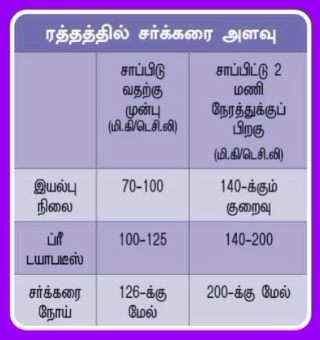 ரத்தத்தில் சர்க்கரை அளவு
சாப்பிடு
வதற்கு
முன்பு
(மி.கி/டெசி.லி)
சாப்பிட்டு 2
மணி
நேரத்துக்குப்
பிறகு
(மி.கி/டெசி.லி)
இயல்பு
நிலை
70-100
140-க்கும்
குறைவு
ப்ரீ
டயாபடீஸ்
100-125
140-200
சர்க்கரை
நோய்
126-க்கு
மேல்
200-க்கு மேல்